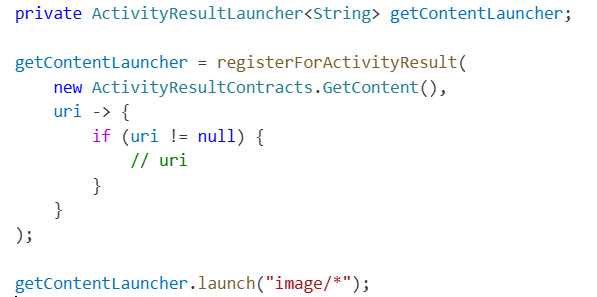 private ActivityResultLauncher<String> getContentLauncher;
getContentLauncher = registerForActivityResult(
new ActivityResultContracts.GetContent(),
uri -> {
if (uri != null) {
// uri
}
}
);
getContentLauncher.launch("image/*");